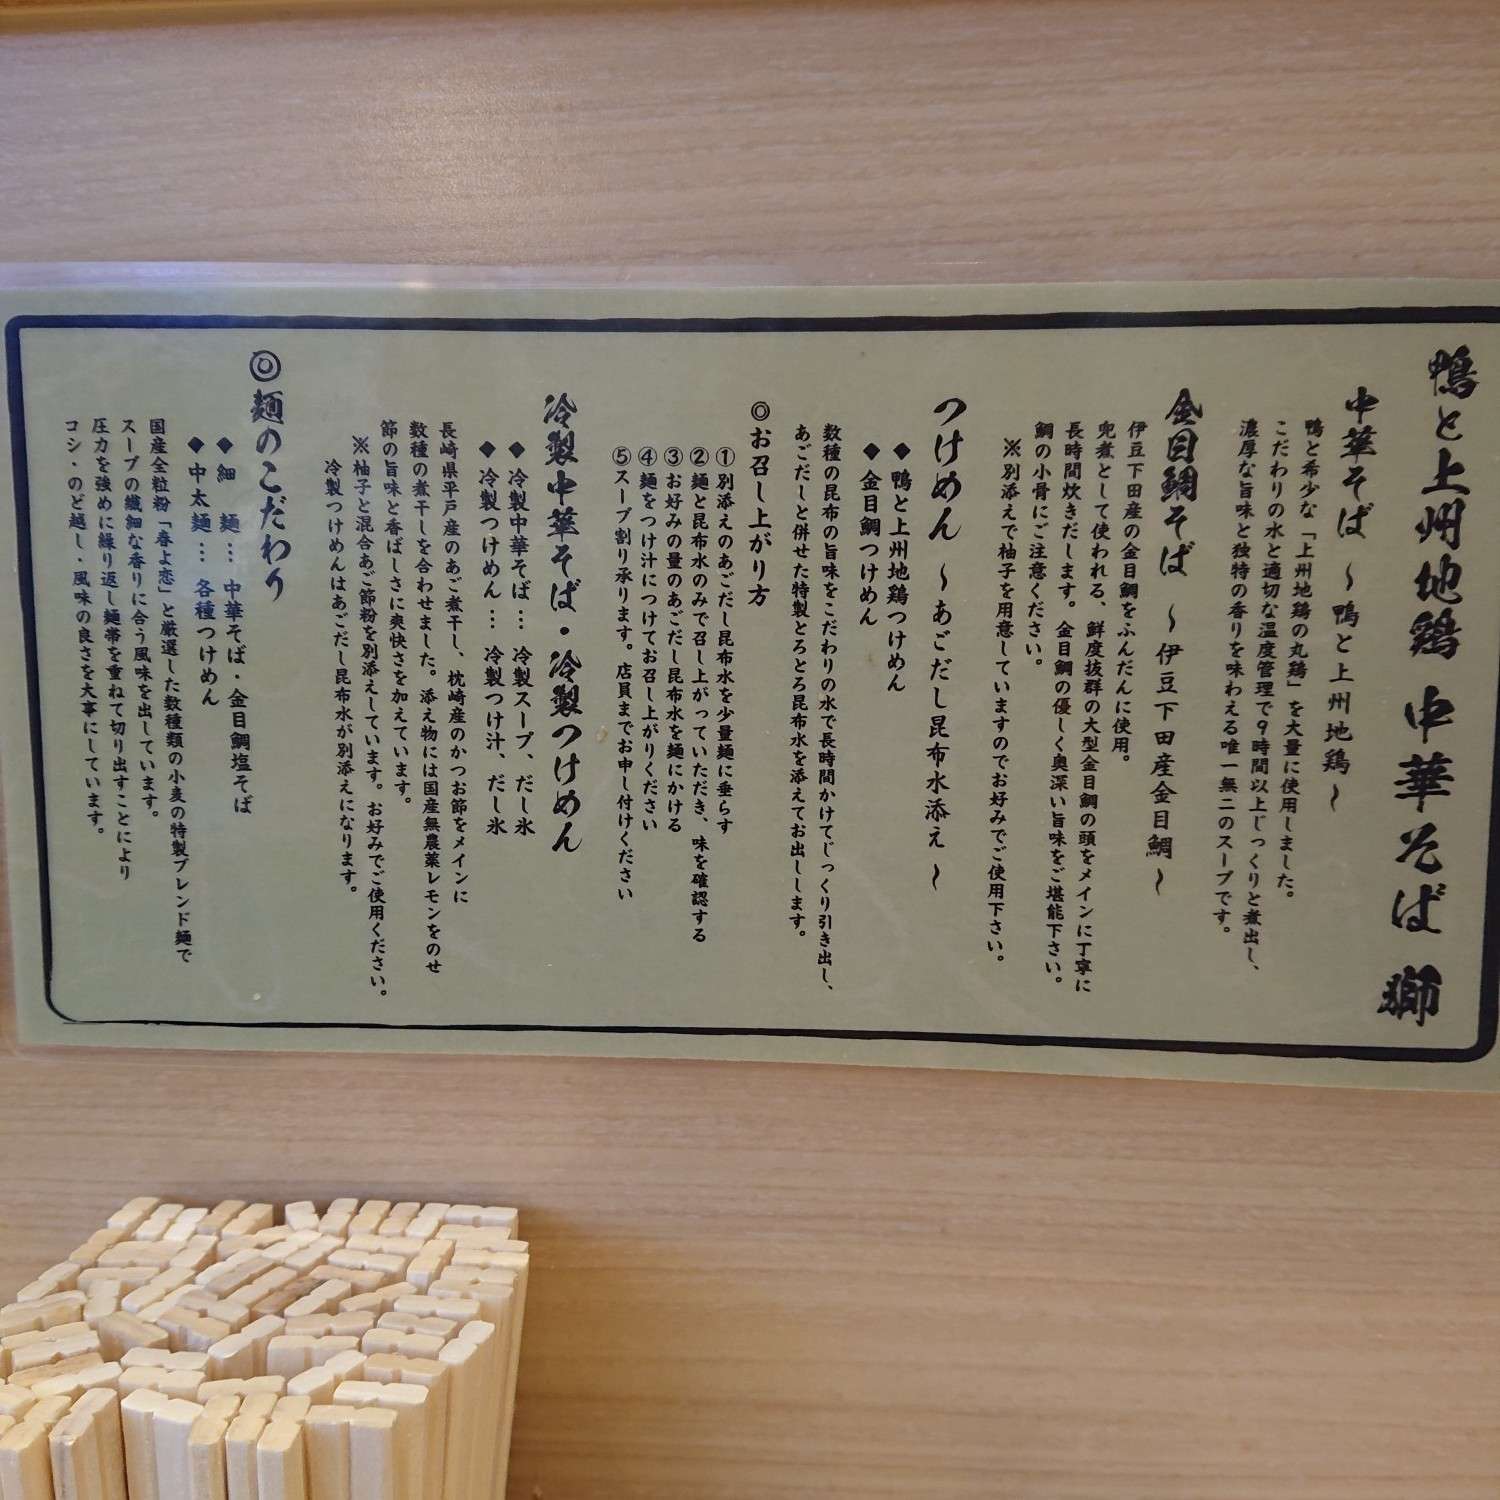 鴨と上州地鶏 中華そば 獅
中華そば ～鴨と上州地鶏～
鴨と希少な「上州地鶏の丸鶏」を大量に使用しました。
こだわりの水と適切な温度管理で9時間以上じっくりと煮出し、
濃厚な旨味と独特の香りを味わえる唯一無二のスープです。
金目鯛そば ～伊豆下田産金目鯛～
伊豆下田産の金目鯛をふんだんに使用。
兜煮として使われる、鮮度抜群の大型金目鯛の頭をメインに丁寧に
長時間炊きだします。金目鯛の優しく奥深い旨味をご堪能下さい。
鯛の小骨にご注意ください。
※別添えで柚子を用意していますのでお好みでご使用下さい。
つけめん ～あごだし昆布水添え～
◆鴨と上州地鶏つけめん
◆金目鯛つけめん
数種の昆布の旨味をこだわりの水で長時間かけてじっくり引き出し、
あごだしと併せた特製とろとろ昆布水を添えてお出しします。
◎お召し上がり方
①別添えのあごだし昆布水を少量麺に垂らす
②麺と昆布水のみで召し上がっていただき、味を確認する
③お好みの量のあごだし昆布水を麺にかける
④麺をつけ汁につけてお召し上がりください
⑤スープ割り承ります。店員までお申し付けください
冷製中華そば・冷製つけめん
◆冷製中華そば… 冷製スープ、だし氷
◆冷製つけめん… 冷製つけ汁、だし氷
長崎県平戸産のあご煮干し、枕崎産のかつお節をメインに
数種の煮干しを合わせました。添え物には国産無農薬レモンをのせ
節の旨味と香ばしさに爽快さを加えています。
※柚子と混合あご節粉を別添えしています。お好みでご使用ください。
冷製つけめんはあごだし昆布水が別添えになります。
◎麺のこだわり
◆細 麺… 中華そば・金目鯛塩そば
◆中太麺… 各種つけめん
国産全粒粉「春よ恋」と厳選した数種類の小麦の特製ブレンド麺で
スープの繊細な香りに合う風味を出しています。
圧力を強めに繰り返し麺帯を重ねて切り出すことにより
コシ・のど越し・風味の良さを大事にしています。